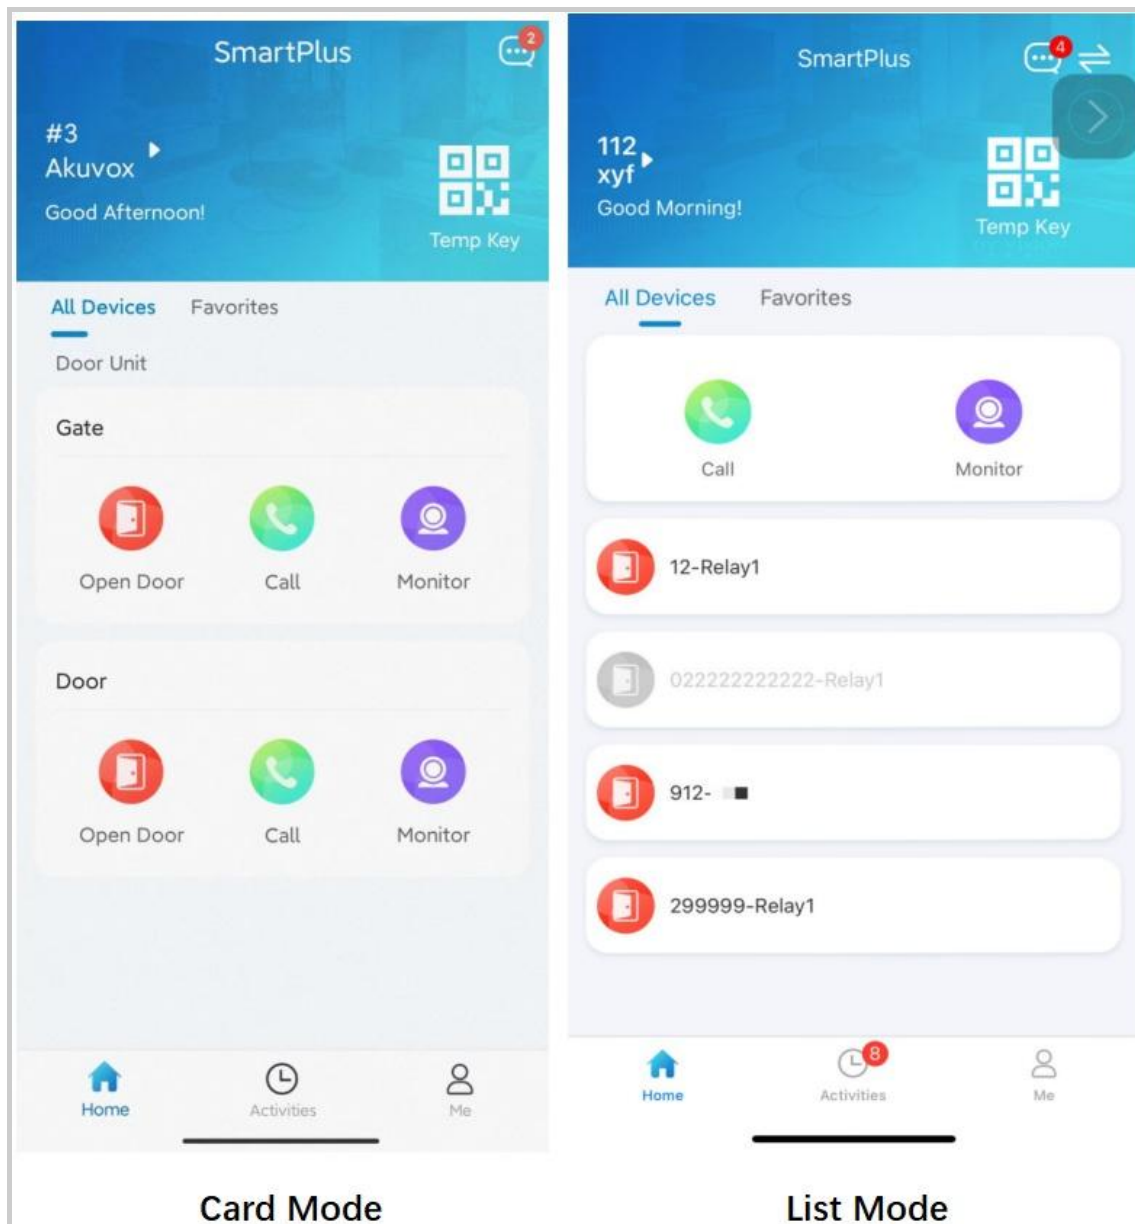 SmartPlus
2
#3
Akuvox
Good Afternoon!
Temp Key
All Devices Favorites
Door Unit
Gate
Open Door Call Monitor
Door
Open Door Call Monitor
Home Activities Me
Card Mode
SmartPlus
4
112
xyf
Good Morning!
Temp Key
All Devices Favorites
Call Monitor
12-Relay1
022222222222-Relay1
912-
299999-Relay1
8
Home Activities Me
List Mode